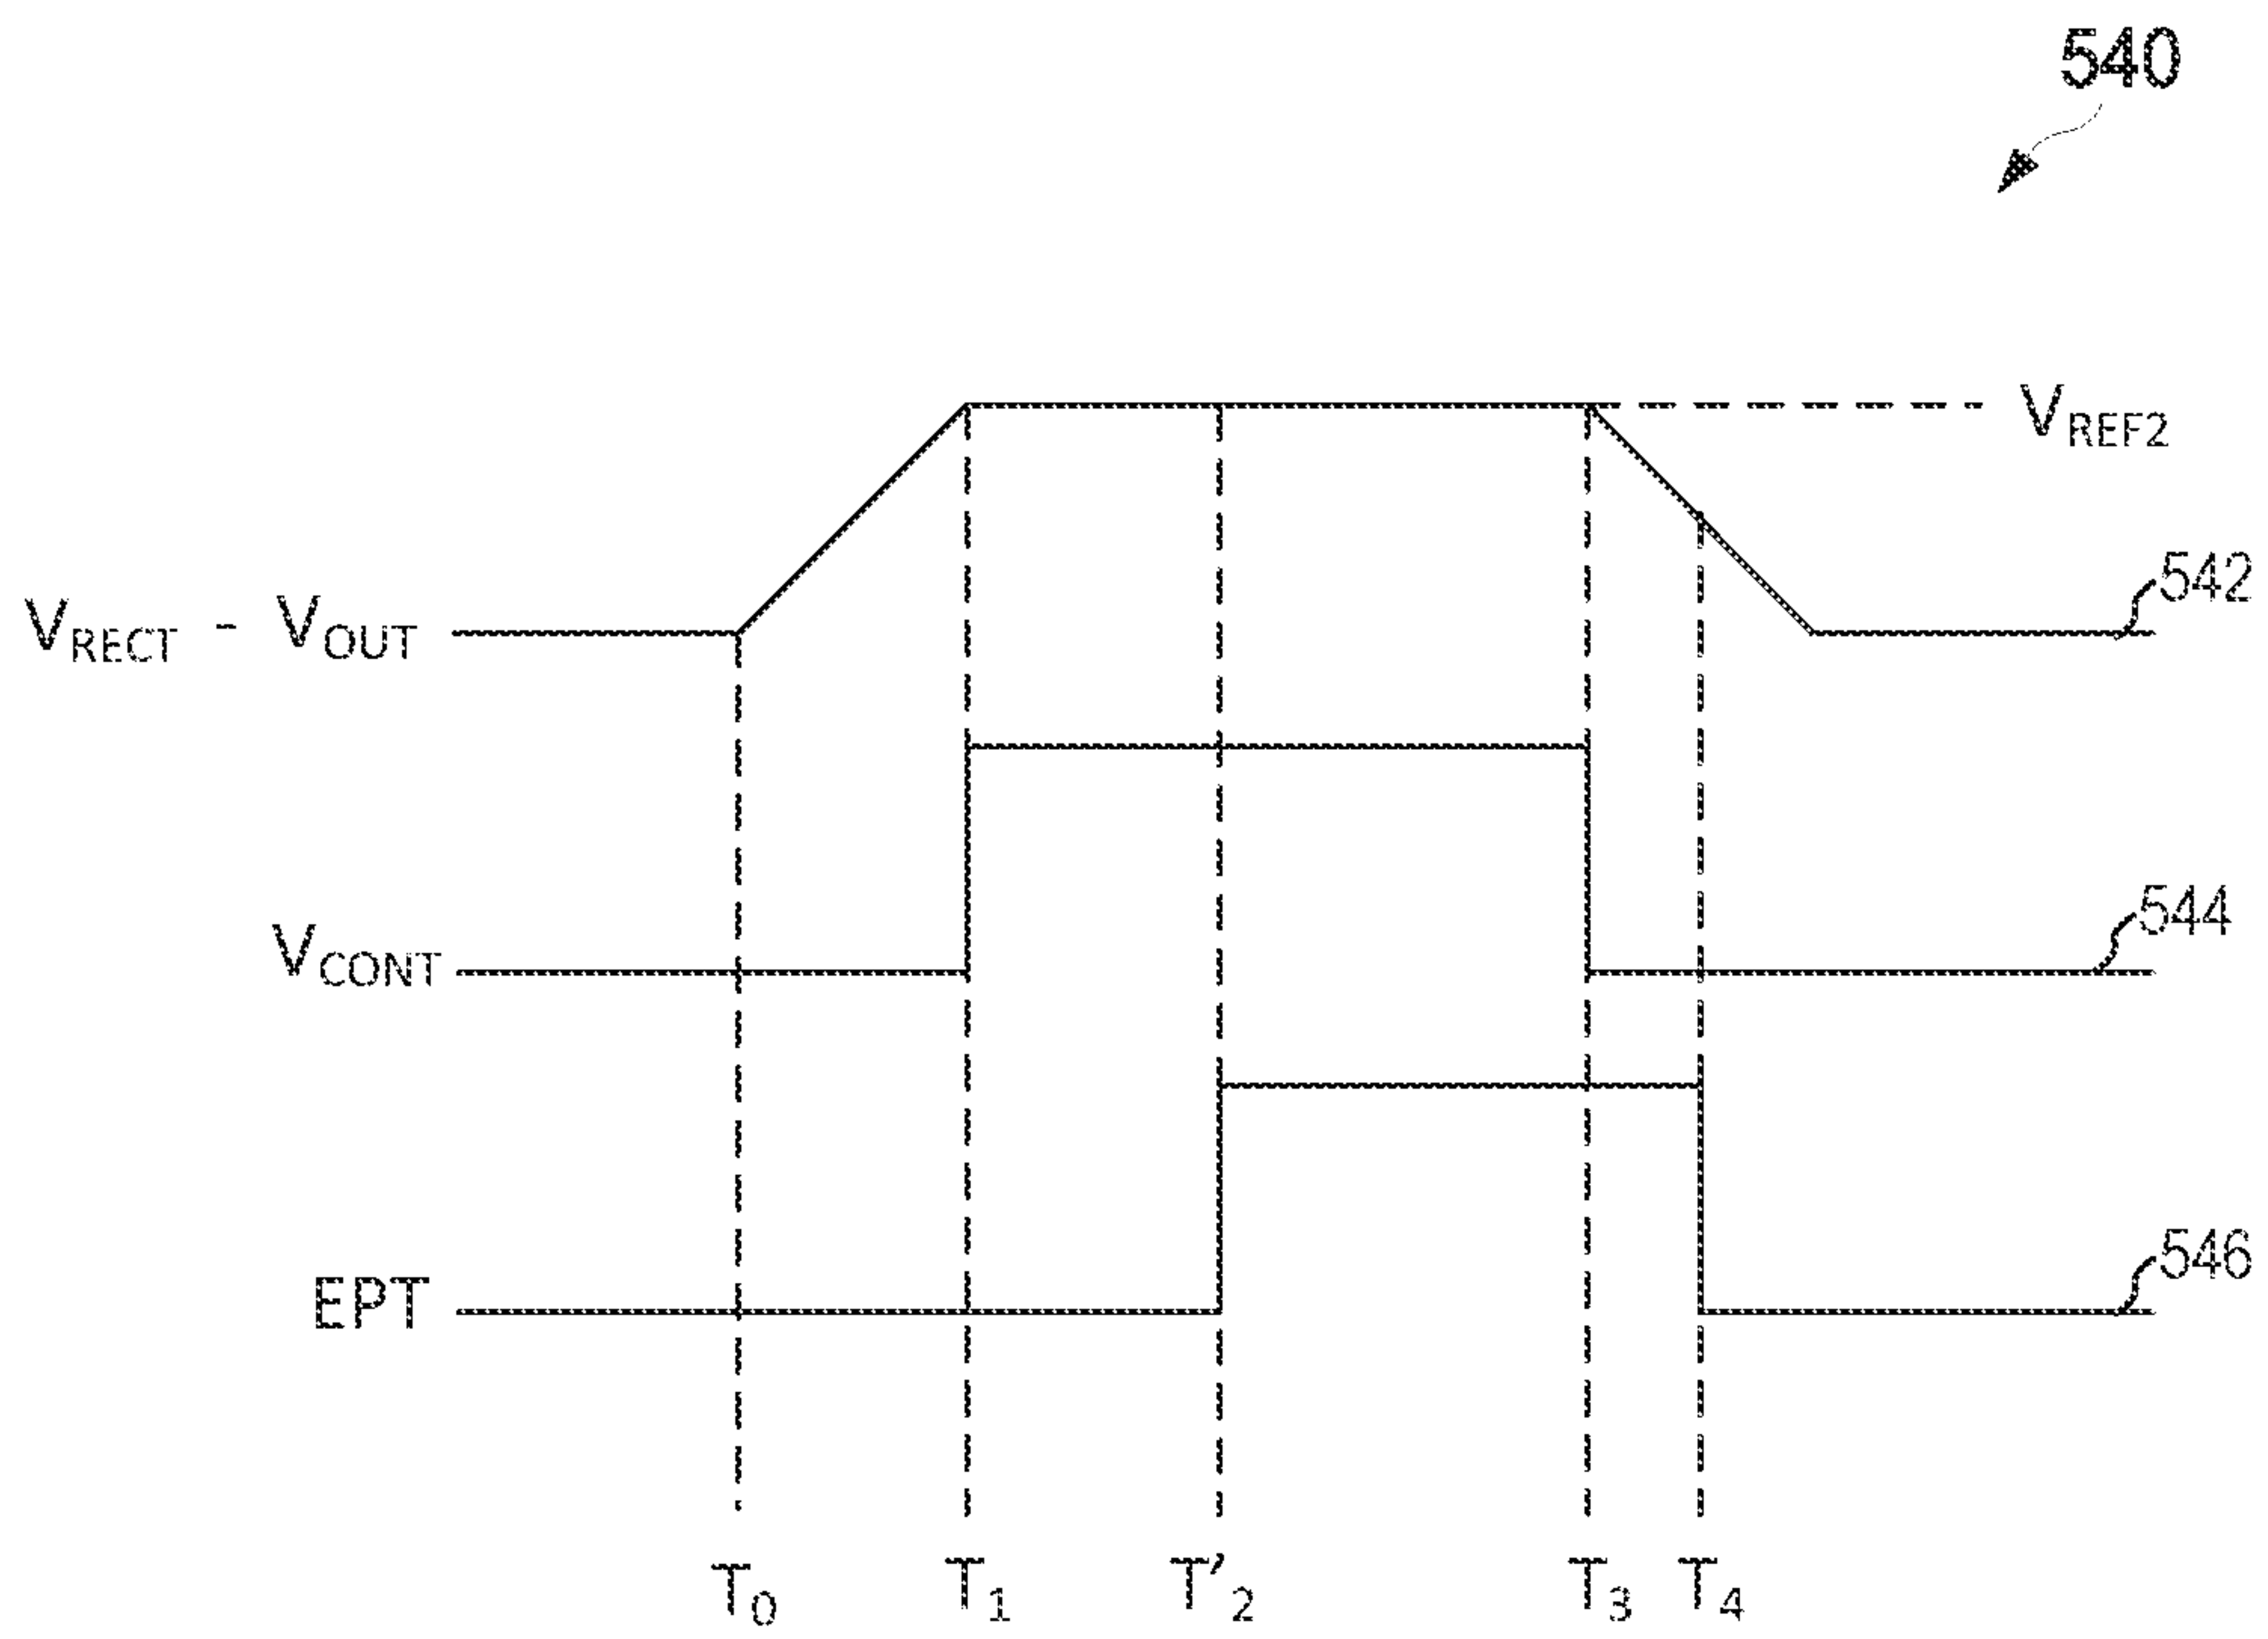 540
V_REF2
542
V_RECT - V_OUT
544
V_CONT
546
EPT
T_0 T_1 T'_2 T_3 T_4